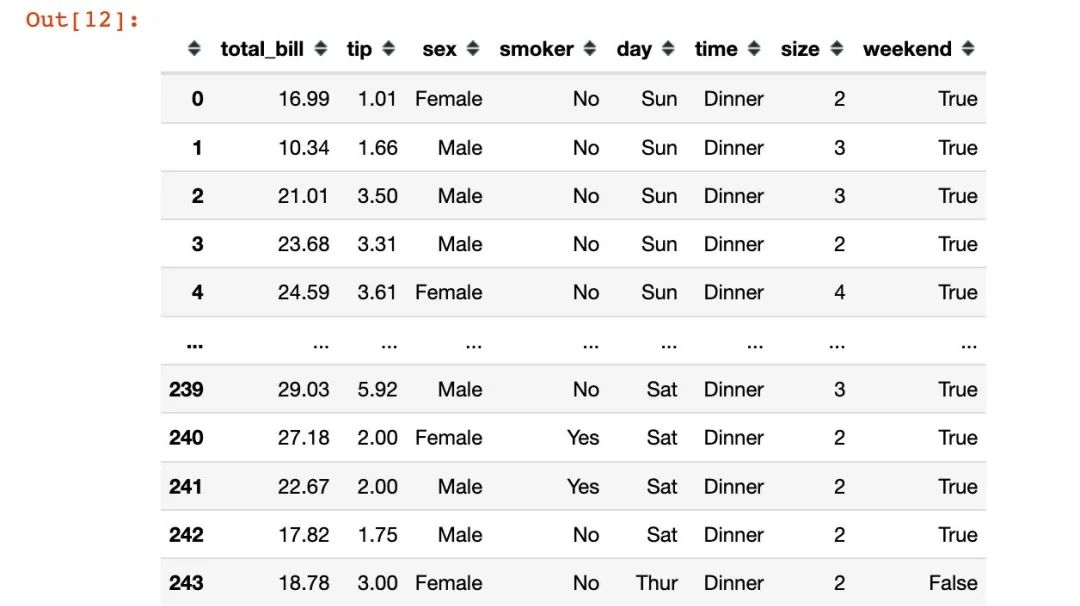 Out[12]:
total_bill tip sex smoker day time size weekend
0 16.99 1.01 Female No Sun Dinner 2 True
1 10.34 1.66 Male No Sun Dinner 3 True
2 21.01 3.50 Male No Sun Dinner 3 True
3 23.68 3.31 Male No Sun Dinner 2 True
4 24.59 3.61 Female No Sun Dinner 4 True
... ... ... ... ... ... ... ... ...
239 29.03 5.92 Male No Sat Dinner 3 True
240 27.18 2.00 Female Yes Sat Dinner 2 True
241 22.67 2.00 Male Yes Sat Dinner 2 True
242 17.82 1.75 Male No Sat Dinner 2 True
243 18.78 3.00 Female No Thur Dinner 2 False